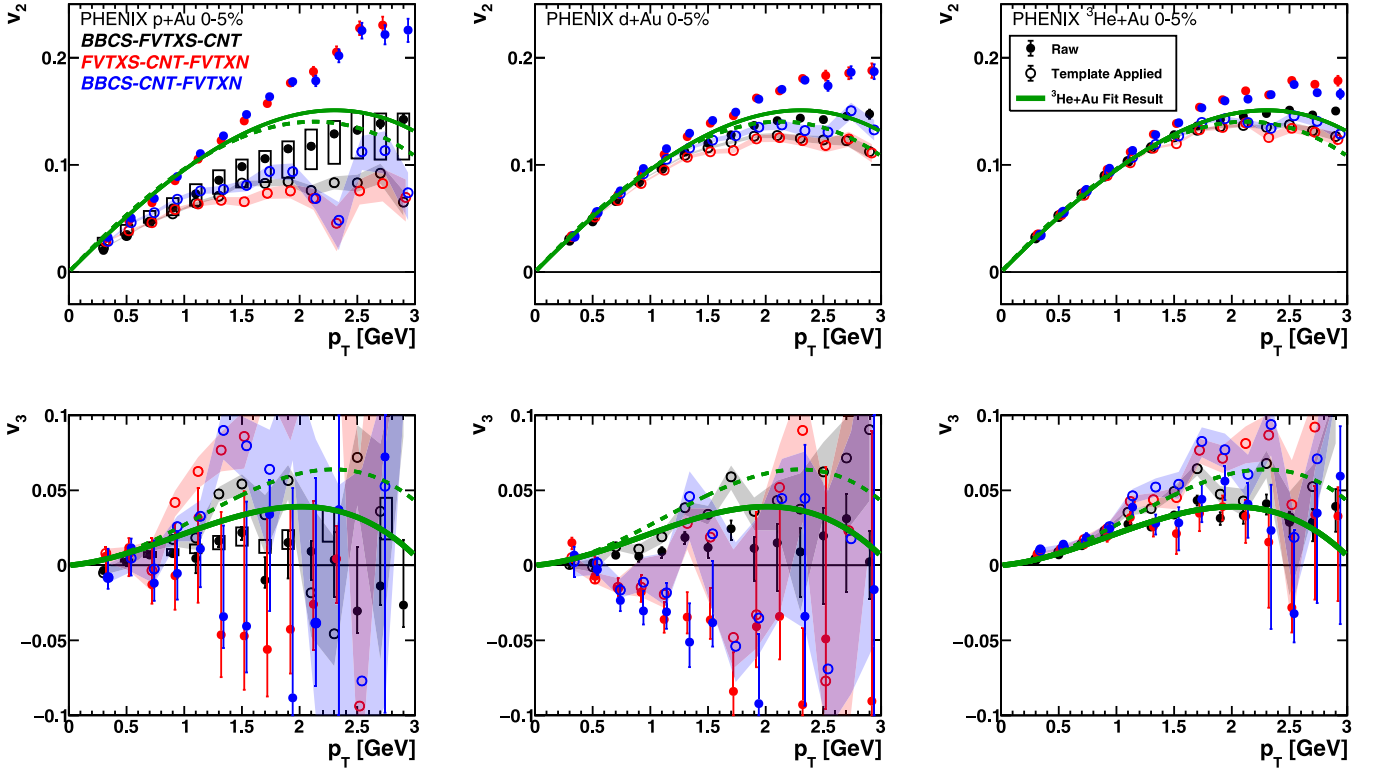 v2
PHENIX p+Au 0-5%
BBCS-FVTXS-CNT
FVTXS-CNT-FVTXN
BBCS-CNT-FVTXN
0.2
0.1
0
0 0.5 1 1.5 2 2.5 3
pT [GeV]
v2
PHENIX d+Au 0-5%
0.2
0.1
0
0 0.5 1 1.5 2 2.5 3
pT [GeV]
v2
PHENIX 3He+Au 0-5%
Raw
Template Applied
3He+Au Fit Result
0.2
0.1
0
0 0.5 1 1.5 2 2.5 3
pT [GeV]
v3
0.1
0.05
0
−0.05
−0.1
0 0.5 1 1.5 2 2.5 3
pT [GeV]
v3
0.1
0.05
0
−0.05
−0.1
0 0.5 1 1.5 2 2.5 3
pT [GeV]
v3
0.1
0.05
0
−0.05
−0.1
0 0.5 1 1.5 2 2.5 3
pT [GeV]